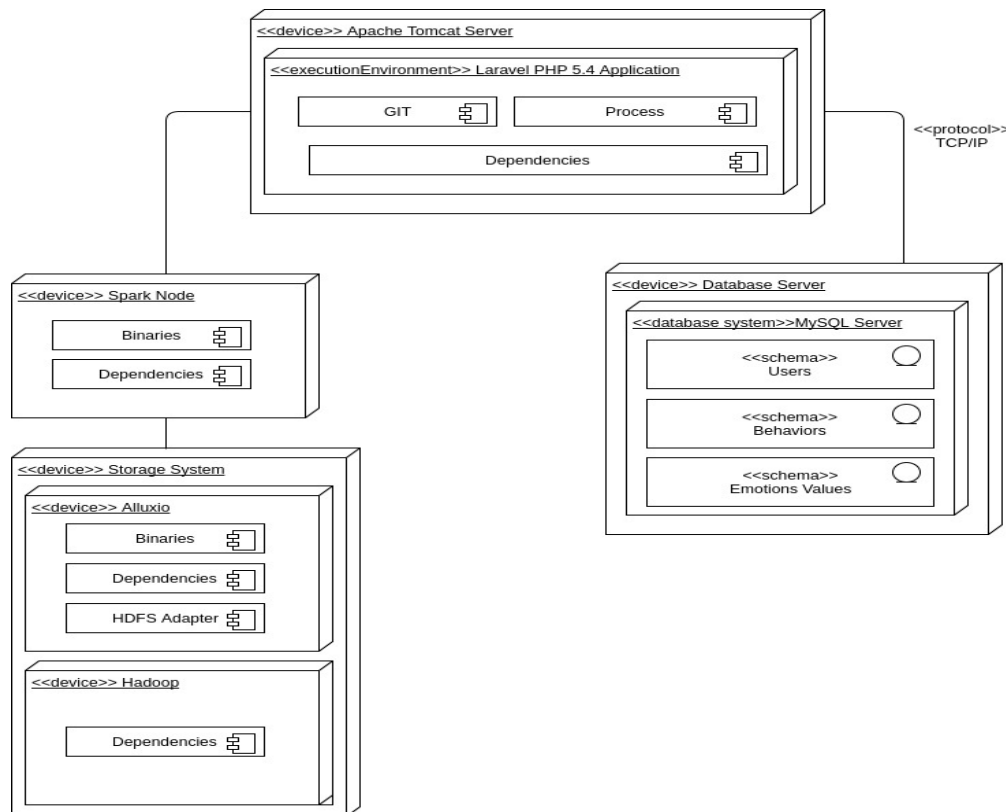 <<device>> Apache Tomcat Server
<<executionEnvironment>> Laravel PHP 5.4 Application
GIT
Process
Dependencies
<<protocol>>
TCP/IP
<<device>> Spark Node
Binaries
Dependencies
<<device>> Database Server
<<database system>>MySQL Server
<<schema>>
Users
<<schema>>
Behaviors
<<schema>>
Emotions Values
<<device>> Storage System
<<device>> Alluxio
Binaries
Dependencies
HDFS Adapter
<<device>> Hadoop
Dependencies